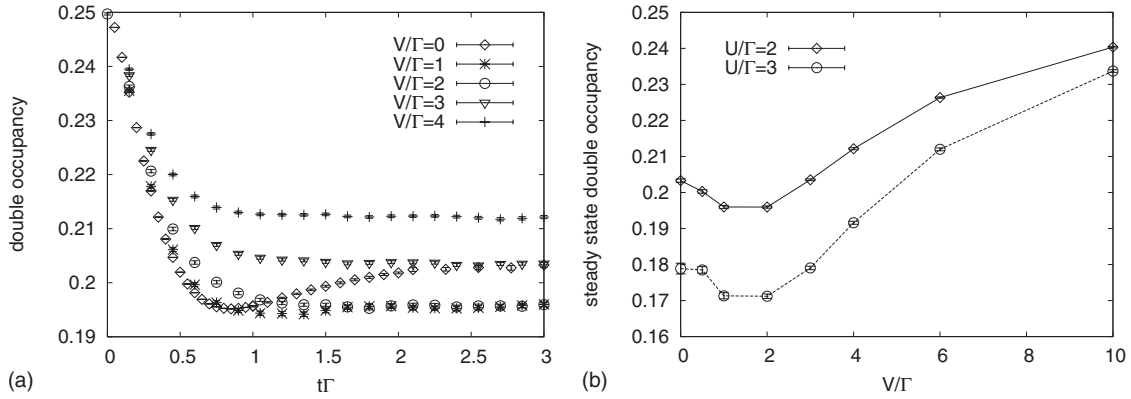 0.25
0.24
0.23
0.22
0.21
0.2
0.19
double occupancy
V/Γ=0
V/Γ=1
V/Γ=2
V/Γ=3
V/Γ=4
0 0.5 1 1.5 2 2.5 3
(a) tΓ
0.25
0.24
0.23
0.22
0.21
0.2
0.19
0.18
0.17
0.16
steady state double occupancy
U/Γ=2
U/Γ=3
0 2 4 6 8 10
(b) V/Γ